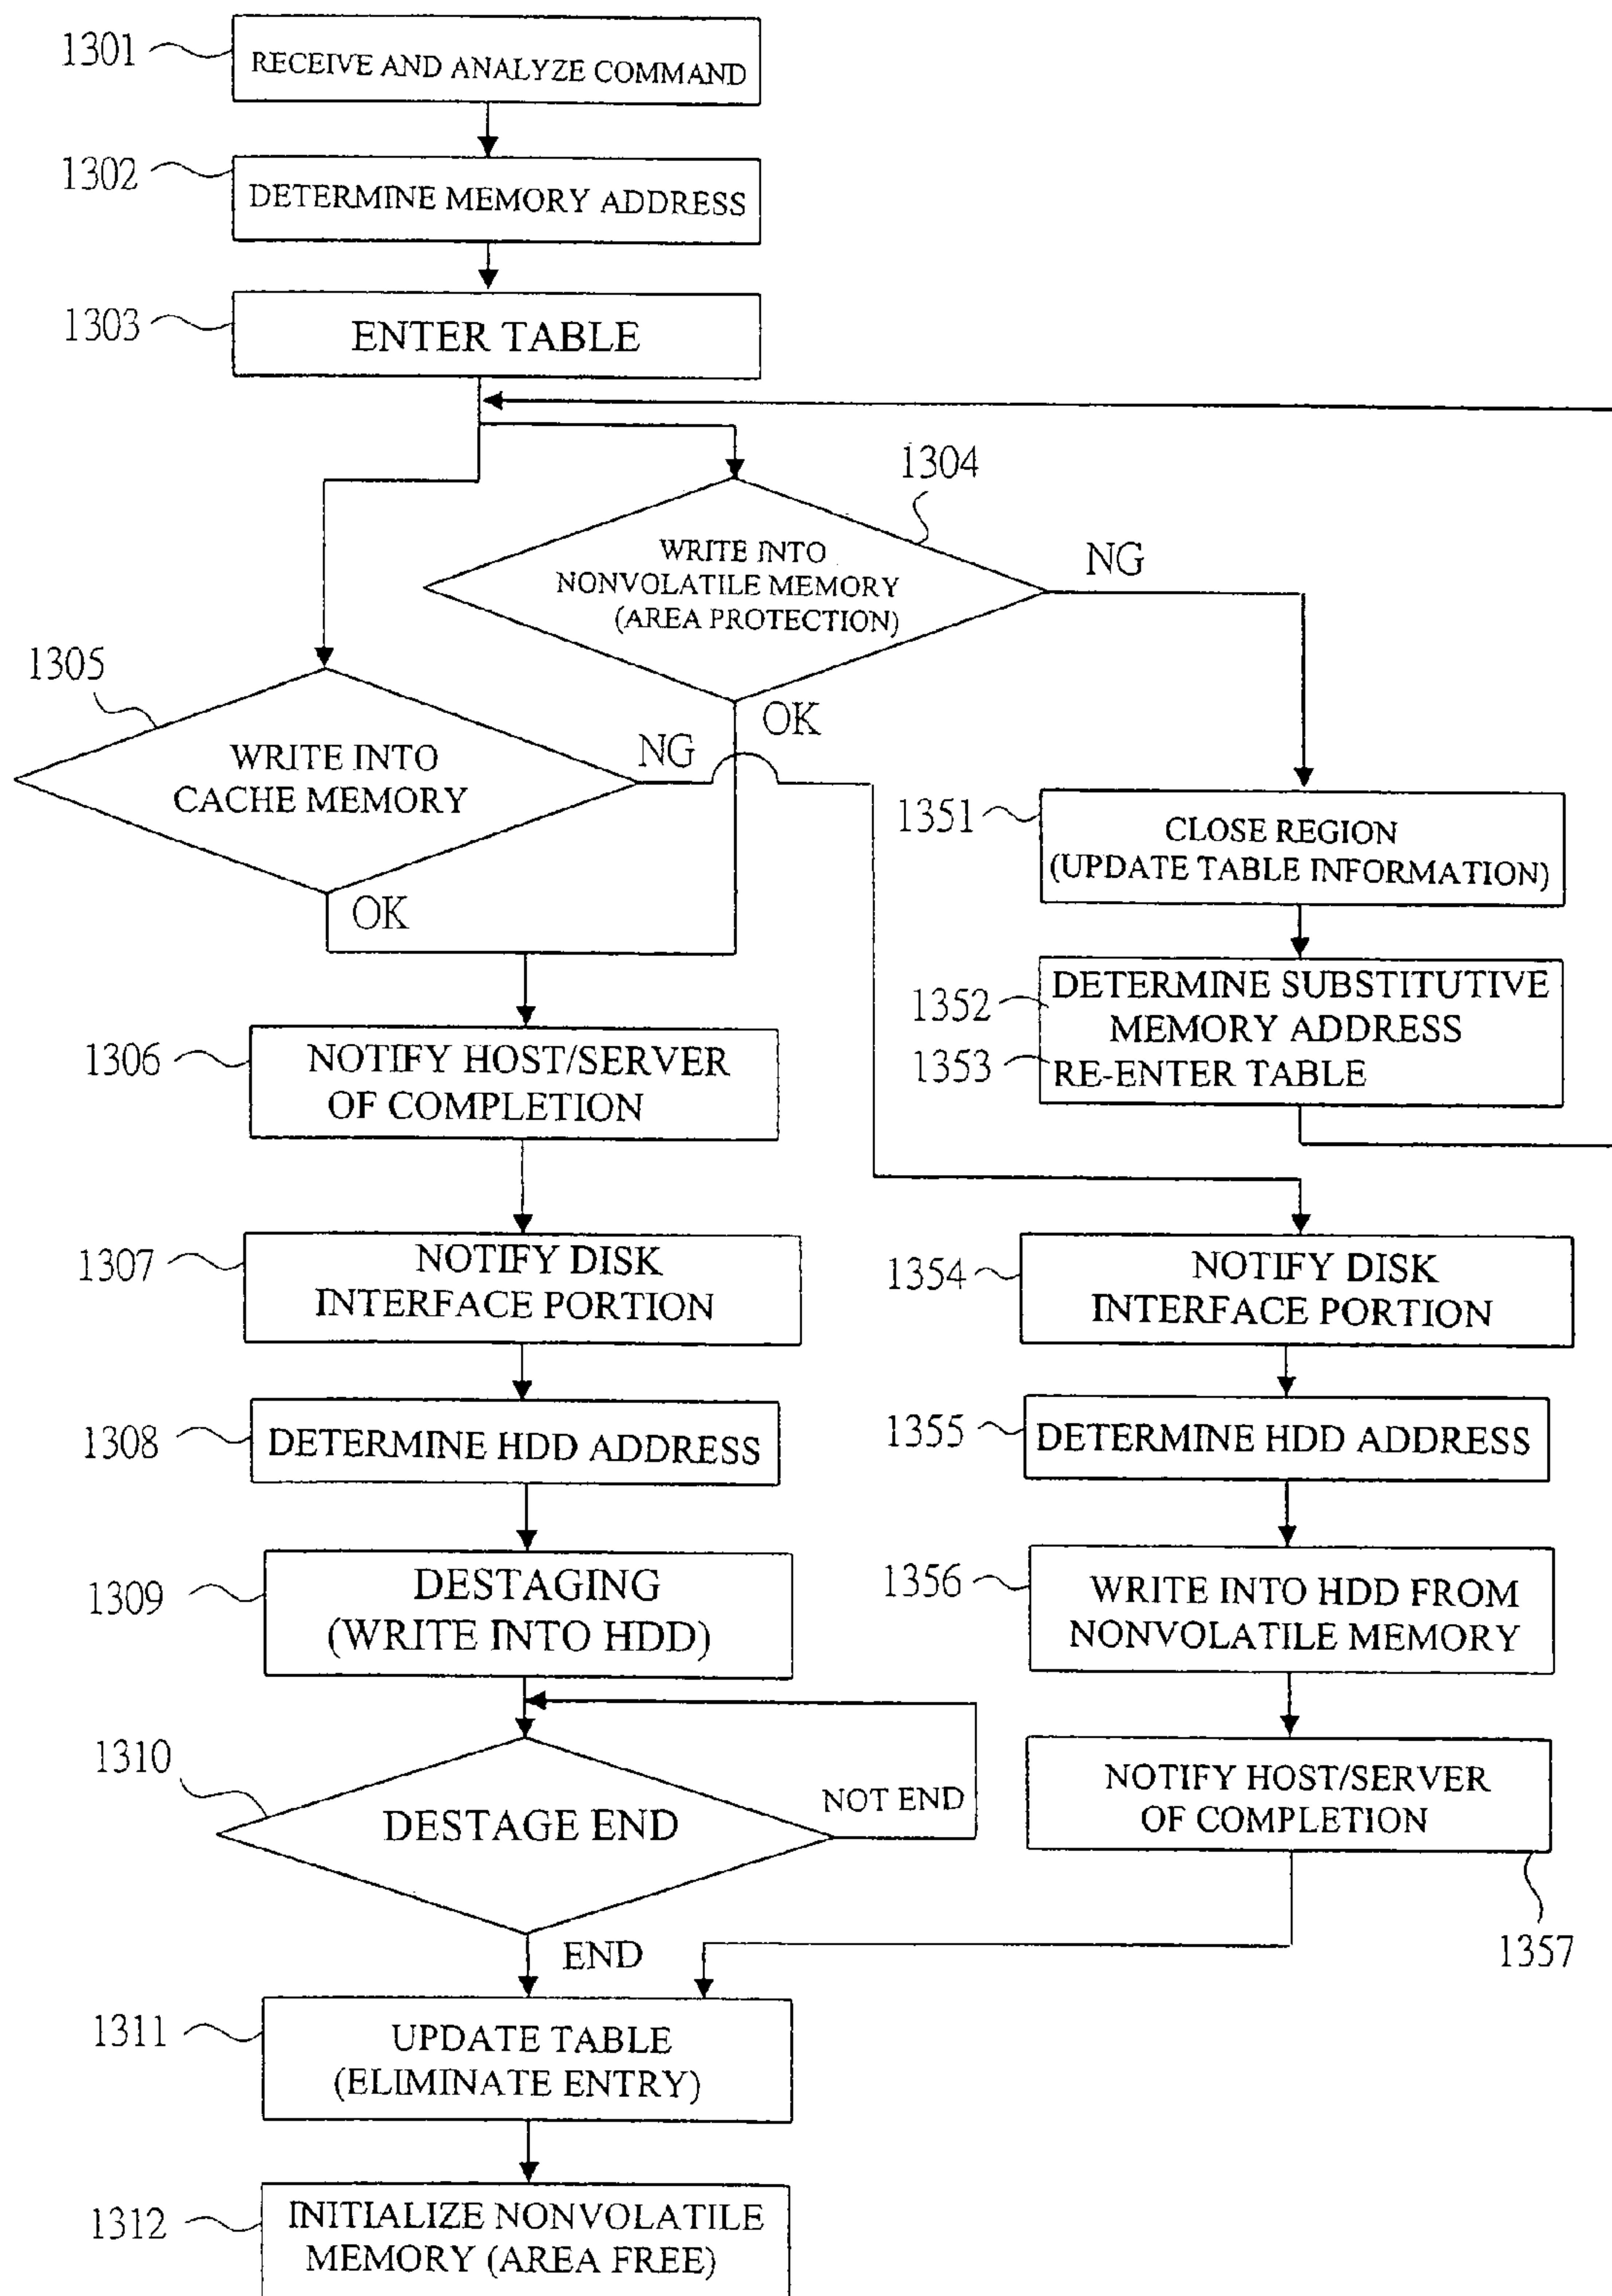 1301
RECEIVE AND ANALYZE COMMAND
1302
DETERMINE MEMORY ADDRESS
1303
ENTER TABLE
1304
WRITE INTO
NONVOLATILE MEMORY
(AREA PROTECTION)
NG
OK
1305
WRITE INTO
CACHE MEMORY
NG
OK
1351
CLOSE REGION
(UPDATE TABLE INFORMATION)
1352
DETERMINE SUBSTITUTIVE
MEMORY ADDRESS
1353
RE-ENTER TABLE
1306
NOTIFY HOST/SERVER
OF COMPLETION
1307
NOTIFY DISK
INTERFACE PORTION
1354
NOTIFY DISK
INTERFACE PORTION
1308
DETERMINE HDD ADDRESS
1355
DETERMINE HDD ADDRESS
1309
DESTAGING
(WRITE INTO HDD)
1356
WRITE INTO HDD FROM
NONVOLATILE MEMORY
1310
DESTAGE END
NOT END
END
NOTIFY HOST/SERVER
OF COMPLETION
1357
1311
UPDATE TABLE
(ELIMINATE ENTRY)
1312
INITIALIZE NONVOLATILE
MEMORY (AREA FREE)